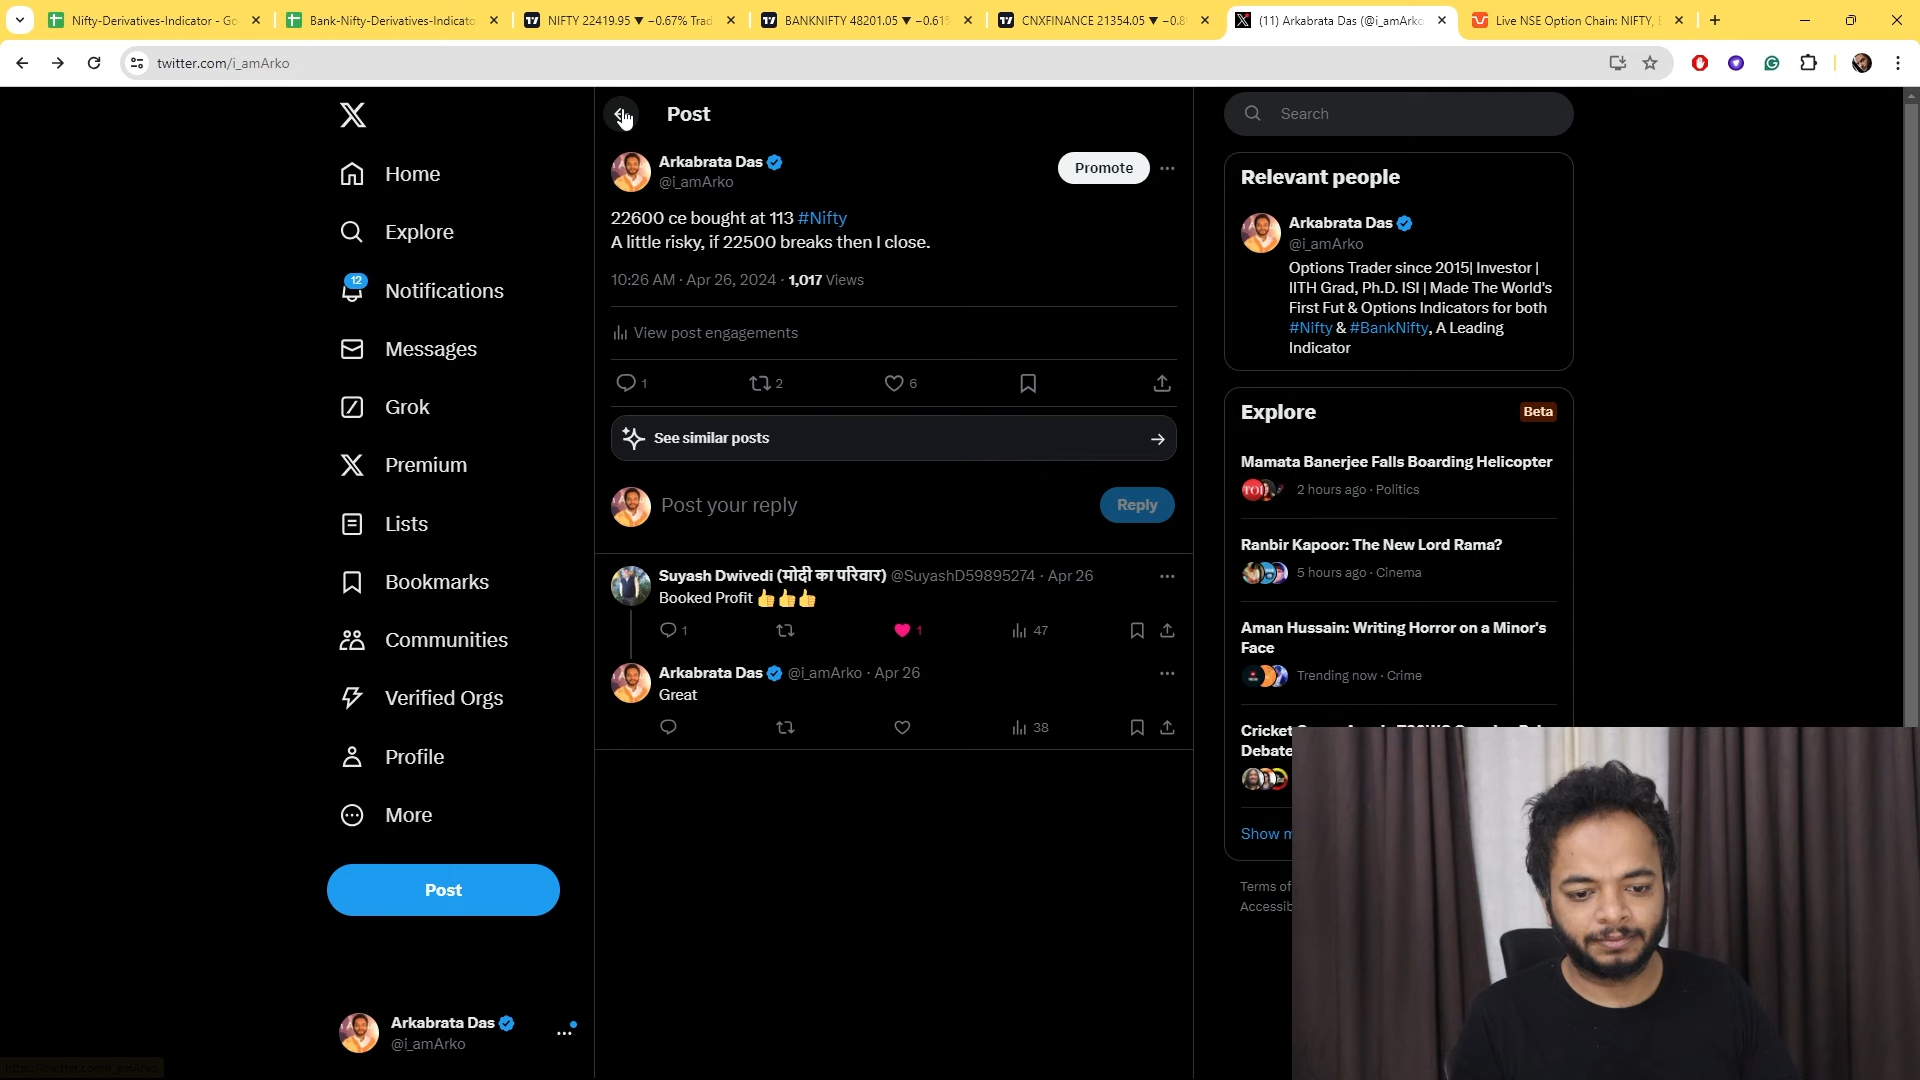 Nifty-Derivatives-Indicator - Go
Bank-Nifty-Derivatives-Indicato
NIFTY 22419.95 ▼ −0.67% Trad
BANKNIFTY 48201.05 ▼ −0.61%
CNXFINANCE 21354.05 ▼ −0.8
(11) Arkabrata Das (@i_amArko
Live NSE Option Chain: NIFTY,
twitter.com/i_amArko
Home
Explore
12
Notifications
Messages
Grok
Premium
Lists
Bookmarks
Communities
Verified Orgs
Profile
More
Post
Arkabrata Das
@i_amArko
Post
Arkabrata Das
@i_amArko
Promote
22600 ce bought at 113 #Nifty
A little risky, if 22500 breaks then I close.
10:26 AM · Apr 26, 2024 · 1,017 Views
View post engagements
1
2
6
See similar posts
Post your reply
Reply
Suyash Dwivedi (मोदी का परिवार) @SuyashD59895274 · Apr 26
Booked Profit 👍👍👍
1
1
47
Arkabrata Das @i_amArko · Apr 26
Great
38
Search
Relevant people
Arkabrata Das
@i_amArko
Options Trader since 2015| Investor |
IITH Grad, Ph.D. ISI | Made The World's
First Fut & Options Indicators for both
#Nifty & #BankNifty, A Leading
Indicator
Explore
Beta
Mamata Banerjee Falls Boarding Helicopter
TOI
2 hours ago · Politics
Ranbir Kapoor: The New Lord Rama?
5 hours ago · Cinema
Aman Hussain: Writing Horror on a Minor's
Face
Trending now · Crime
Cricket
Debate
Show m
Terms of
Accessib